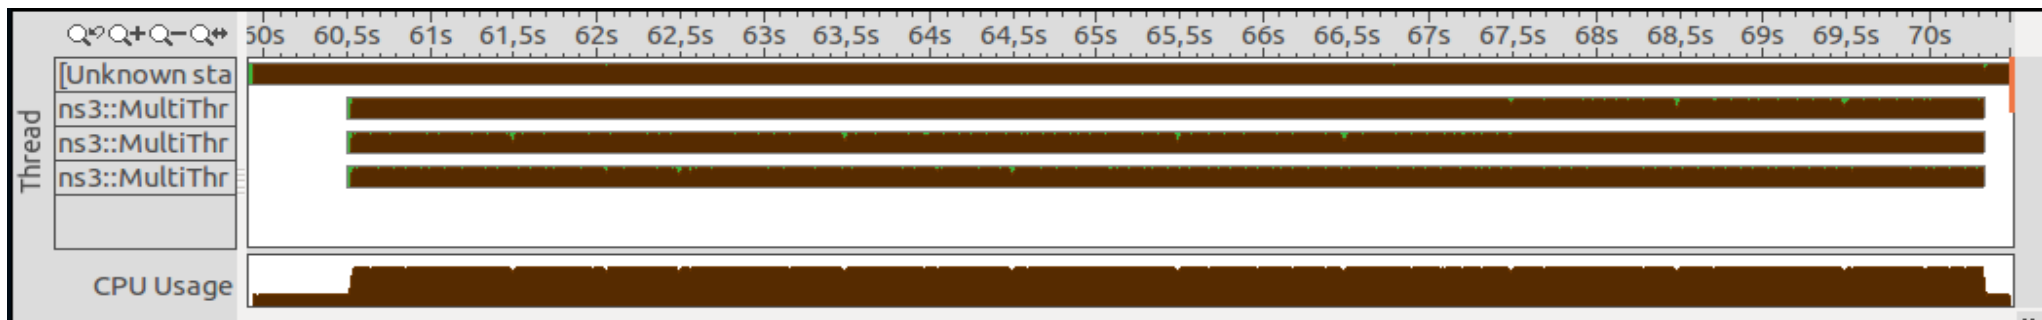 60s 60,5s 61s 61,5s 62s 62,5s 63s 63,5s 64s 64,5s 65s 65,5s 66s 66,5s 67s 67,5s 68s 68,5s 69s 69,5s 70s
Thread
[Unknown sta
ns3::MultiThr
ns3::MultiThr
ns3::MultiThr
CPU Usage